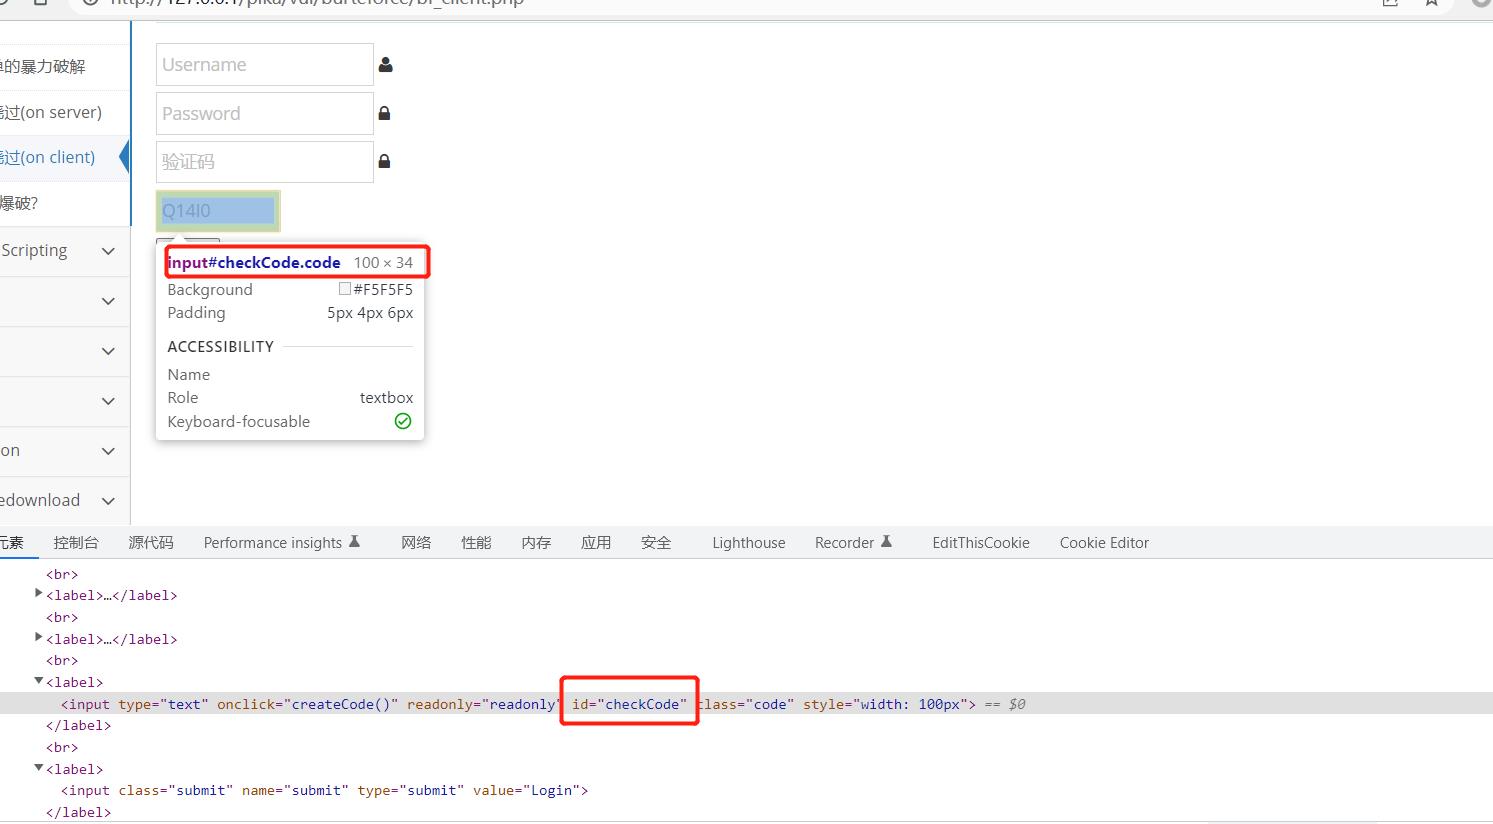 http://127.0.0.1/pika/vul/burteforce/bf_client.php
的暴力破解
Username
过(on server)
Password
过(on client)
验证码
爆破?
Q14I0
Scripting
input#checkCode.code 100 × 34
Background #F5F5F5
Padding 5px 4px 6px
ACCESSIBILITY
Name
Role textbox
Keyboard-focusable
on
edownload
元素 控制台 源代码 Performance insights 网络 性能 内存 应用 安全 Lighthouse Recorder EditThisCookie Cookie Editor
<br>
<label>…</label>
<br>
<label>…</label>
<br>
<label>
<input type="text" onclick="createCode()" readonly="readonly" id="checkCode" class="code" style="width: 100px"> == $0
</label>
<br>
<label>
<input class="submit" name="submit" type="submit" value="Login">
</label>